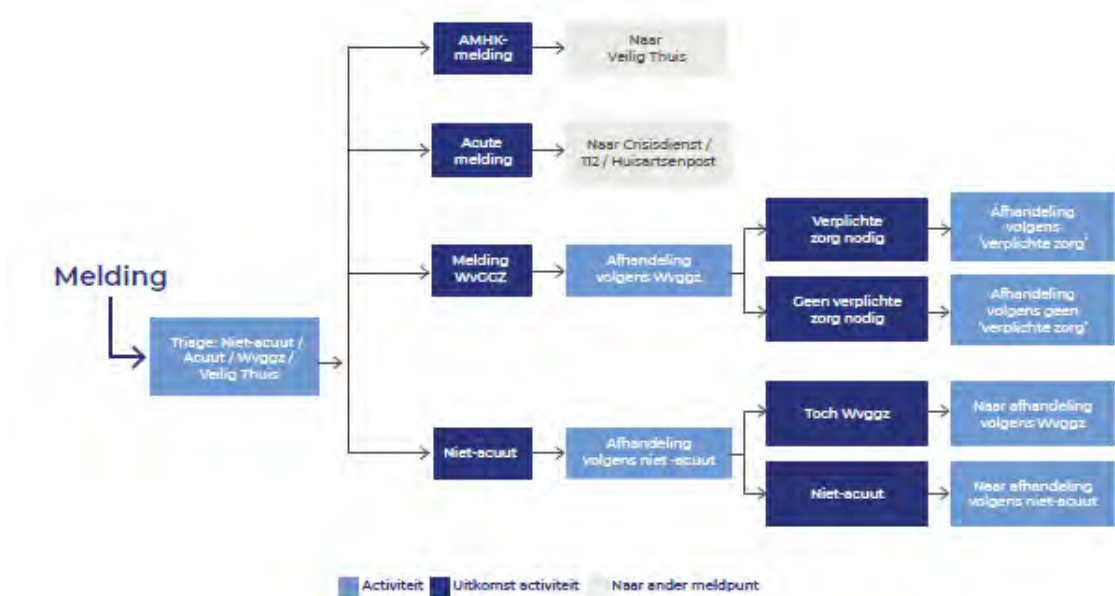 AMHK-
melding
Naar
Veilig Thuis
Acute
melding
Naar Crisisdienst /
112 / Huisartsenpost
Melding
Triage: Niet-acuut /
Acuut / Wvggz /
Veilig Thuis
Melding
WvGGZ
Afhandeling
volgens Wvggz
Verplichte
zorg nodig
Afhandeling
volgens
'verplichte zorg'
Geen verplichte
zorg nodig
Afhandeling
volgens geen
'verplichte zorg'
Niet-acuut
Afhandeling
volgens niet -acuut
Toch Wvggz
Naar afhandeling
volgens Wvggz
Niet-acuut
Naar afhandeling
volgens niet-acuut
Activiteit
Uitkomst activiteit
Naar ander meldpunt